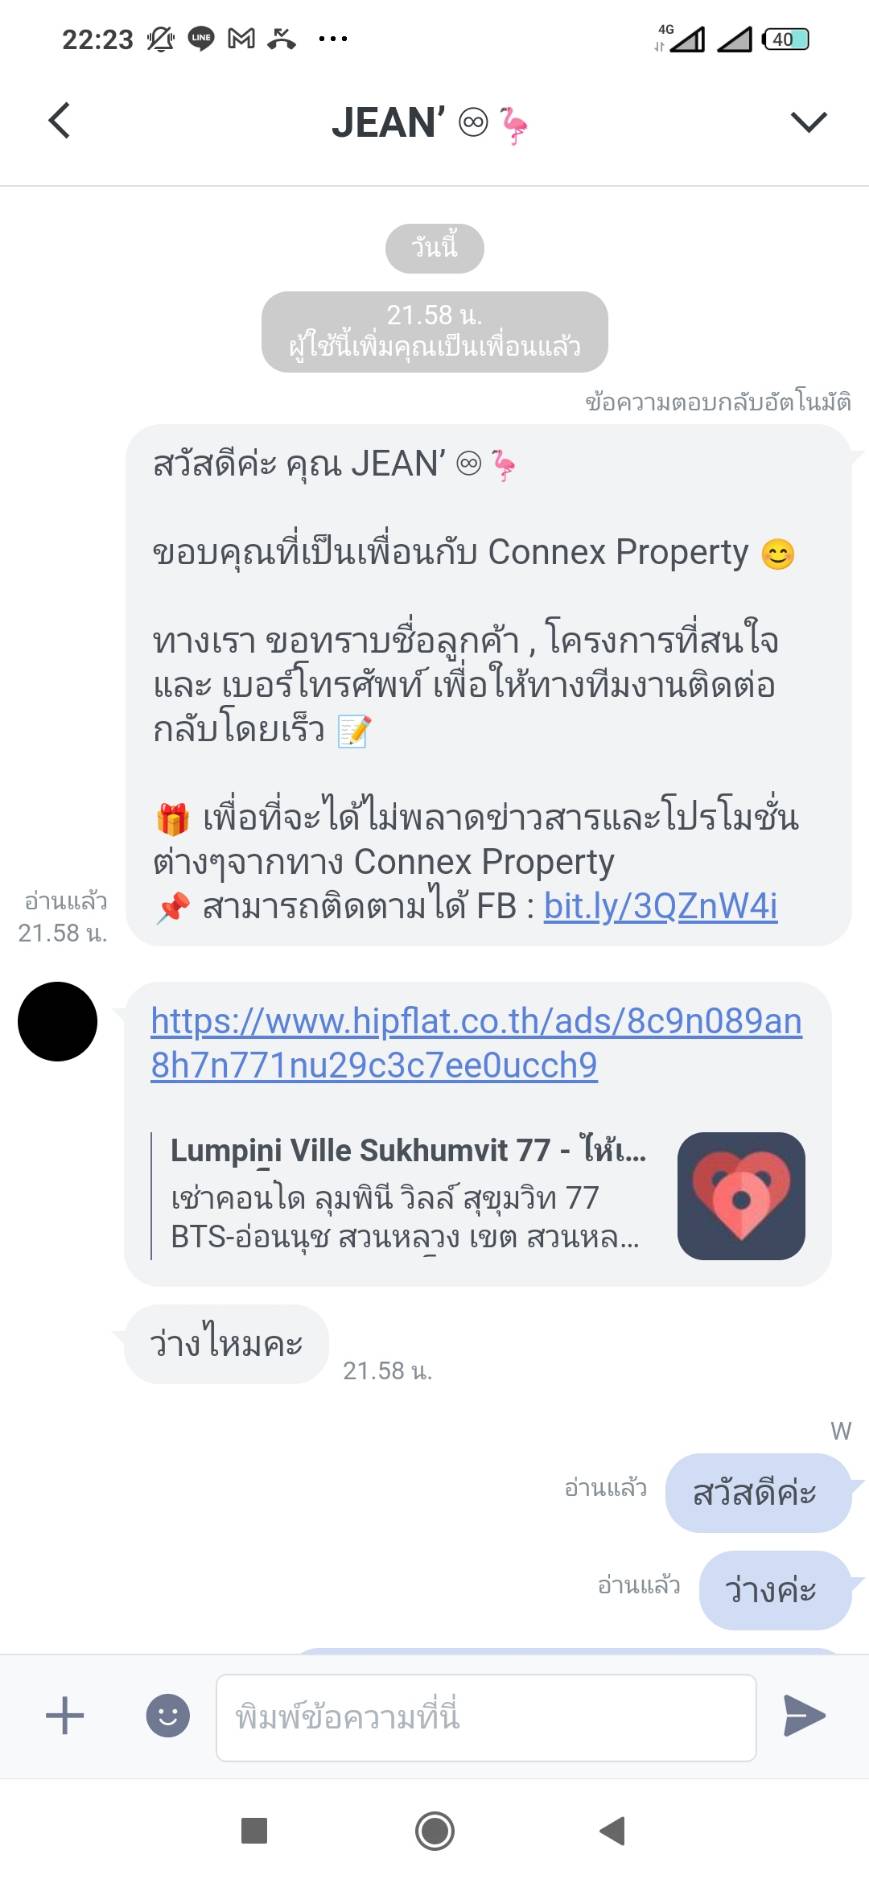 22:23
LINE
4G
40
JEAN’ ♾🦩
วันนี้
21.58 น.
ผู้ใช้นี้เพิ่มคุณเป็นเพื่อนแล้ว
ข้อความตอบกลับอัตโนมัติ
สวัสดีค่ะ คุณ JEAN’ ♾🦩
ขอบคุณที่เป็นเพื่อนกับ Connex Property 😊
ทางเรา ขอทราบชื่อลูกค้า , โครงการที่สนใจ
และ เบอร์โทรศัพท์ เพื่อให้ทางทีมงานติดต่อ
กลับโดยเร็ว 📝
🎁 เพื่อที่จะได้ไม่พลาดข่าวสารและโปรโมชั่น
ต่างๆจากทาง Connex Property
📌 สามารถติดตามได้ FB : bit.ly/3QZnW4i
อ่านแล้ว
21.58 น.
https://www.hipflat.co.th/ads/8c9n089an
8h7n771nu29c3c7ee0ucch9
Lumpini Ville Sukhumvit 77 - ให้เ...
เช่าคอนโด ลุมพินี วิลล์ สุขุมวิท 77
BTS-อ่อนนุช สวนหลวง เขต สวนหล...
ว่างไหมคะ
21.58 น.
W
อ่านแล้ว
สวัสดีค่ะ
อ่านแล้ว
ว่างค่ะ
พิมพ์ข้อความที่นี่